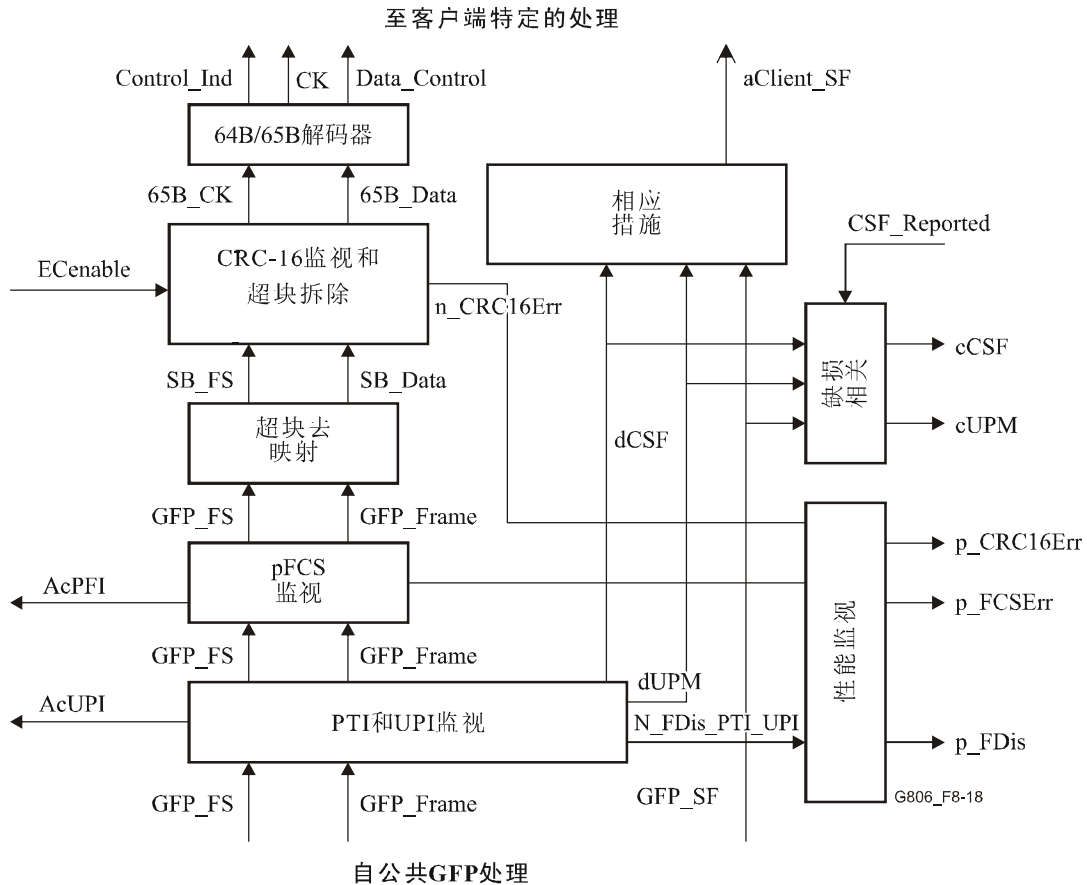 至客户端特定的处理
Control_Ind
CK
Data_Control
aClient_SF
64B/65B解码器
65B_CK
65B_Data
相应
措施
CSF_Reported
CRC-16监视和
超块拆除
ECenable
n_CRC16Err
缺损
相关
cCSF
cUPM
SB_FS
SB_Data
超块去
映射
dCSF
GFP_FS
GFP_Frame
pFCS
监视
AcPFI
性能监视
p_CRC16Err
p_FCSErr
GFP_FS
GFP_Frame
dUPM
AcUPI
PTI和UPI监视
N_FDis_PTI_UPI
p_FDis
GFP_FS
GFP_Frame
GFP_SF
G806_F8-18
自公共GFP处理